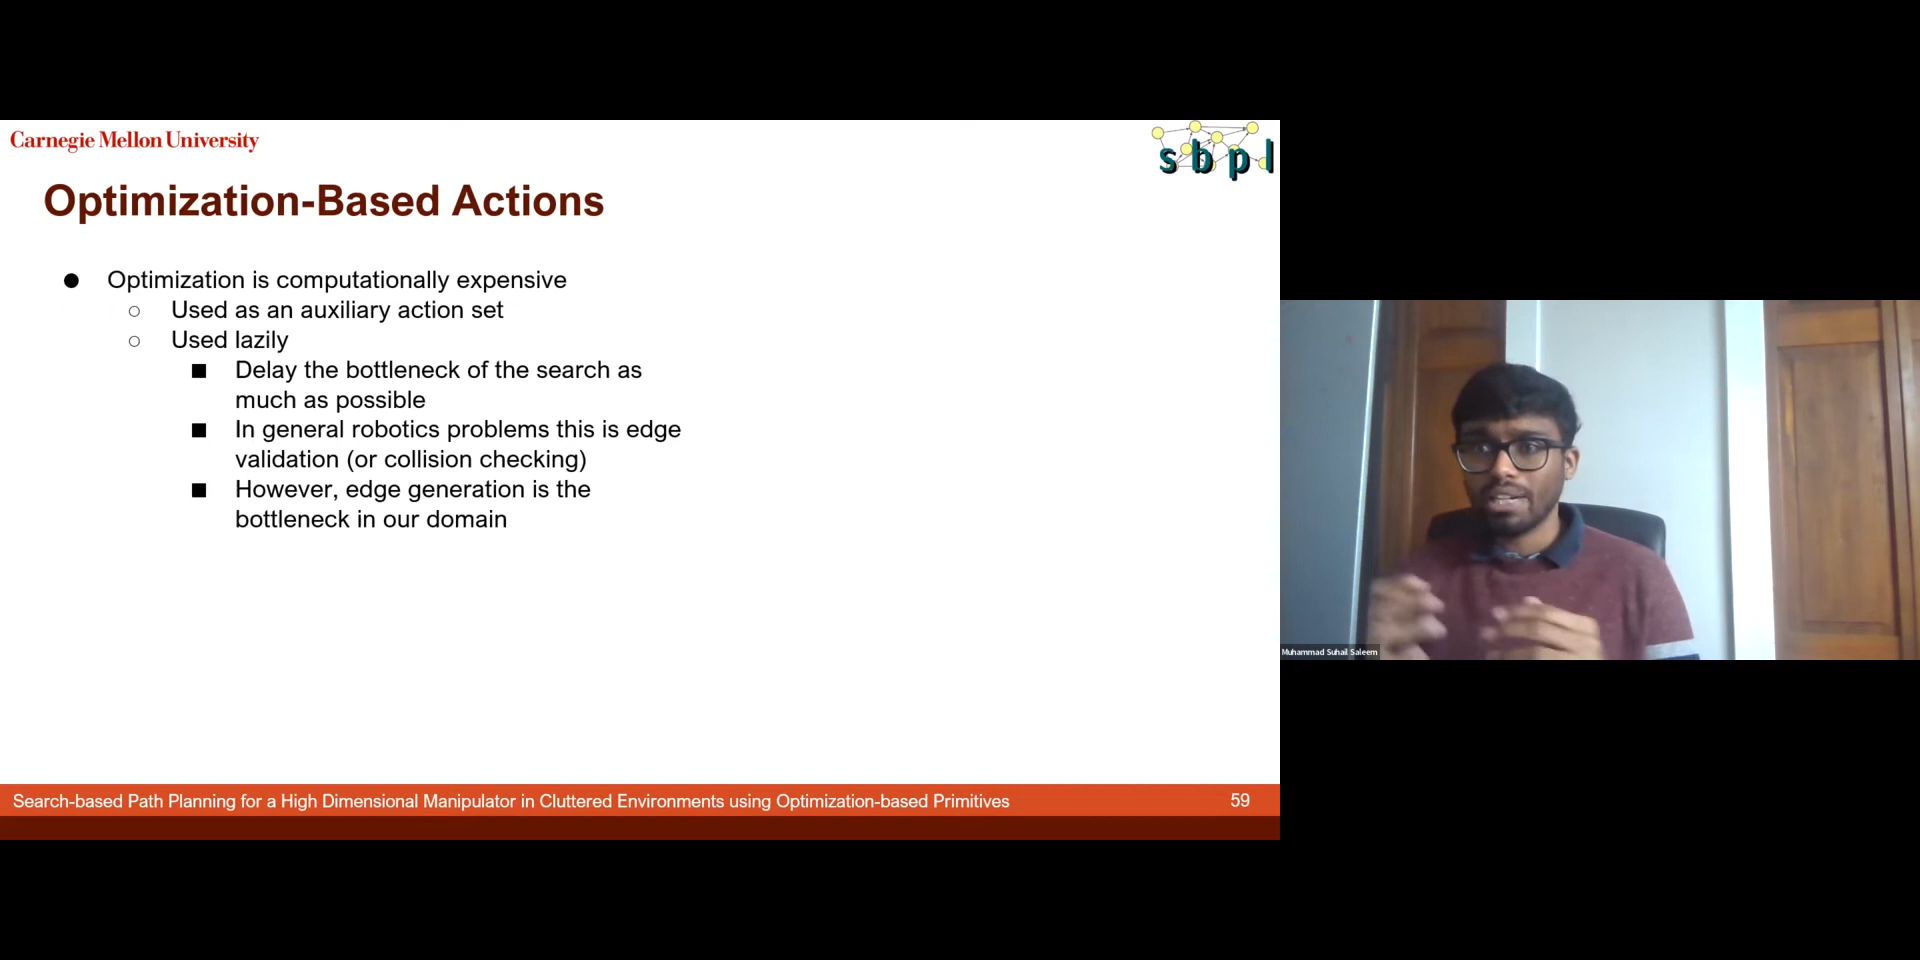 Carnegie Mellon University
sbpl
Optimization-Based Actions
Optimization is computationally expensive
Used as an auxiliary action set
Used lazily
Delay the bottleneck of the search as
much as possible
In general robotics problems this is edge
validation (or collision checking)
However, edge generation is the
bottleneck in our domain
Muhammad Suhail Saleem
Search-based Path Planning for a High Dimensional Manipulator in Cluttered Environments using Optimization-based Primitives 59